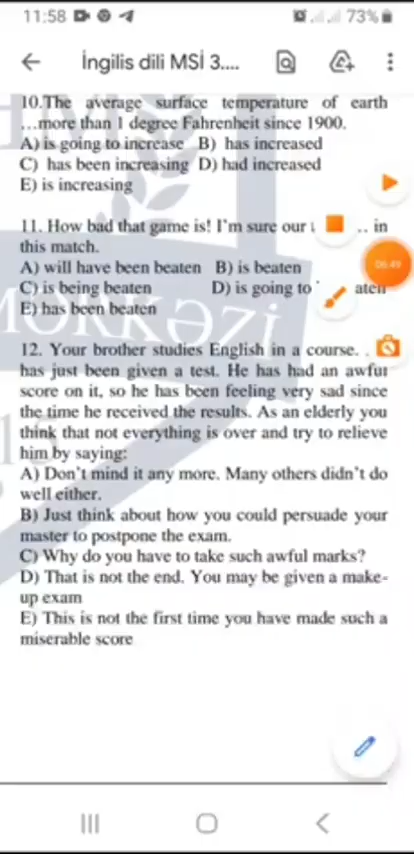 11:58
73%
İngilis dili MSİ 3....
10.The average surface temperature of earth
…more than 1 degree Fahrenheit since 1900.
A) is going to increase B) has increased
C) has been increasing D) had increased
E) is increasing
11. How bad that game is! I'm sure our .. in
this match.
A) will have been beaten B) is beaten
C) is being beaten D) is going to aten
E) has been beaten
12. Your brother studies English in a course. .
has just been given a test. He has had an awful
score on it, so he has been feeling very sad since
the time he received the results. As an elderly you
think that not everything is over and try to relieve
him by saying:
A) Don't mind it any more. Many others didn't do
well either.
B) Just think about how you could persuade your
master to postpone the exam.
C) Why do you have to take such awful marks?
D) That is not the end. You may be given a make-
up exam
E) This is not the first time you have made such a
miserable score